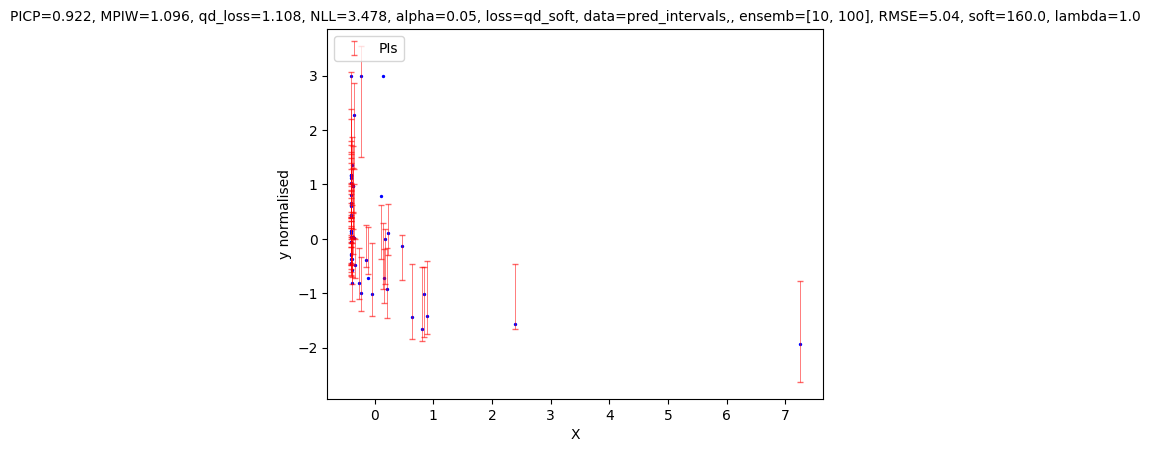 PICP=0.922, MPIW=1.096, qd_loss=1.108, NLL=3.478, alpha=0.05, loss=qd_soft, data=pred_intervals,, ensemb=[10, 100], RMSE=5.04, soft=160.0, lambda=1.0
PIs
3
2
1
0
−1
−2
y normalised
0 1 2 3 4 5 6 7
X